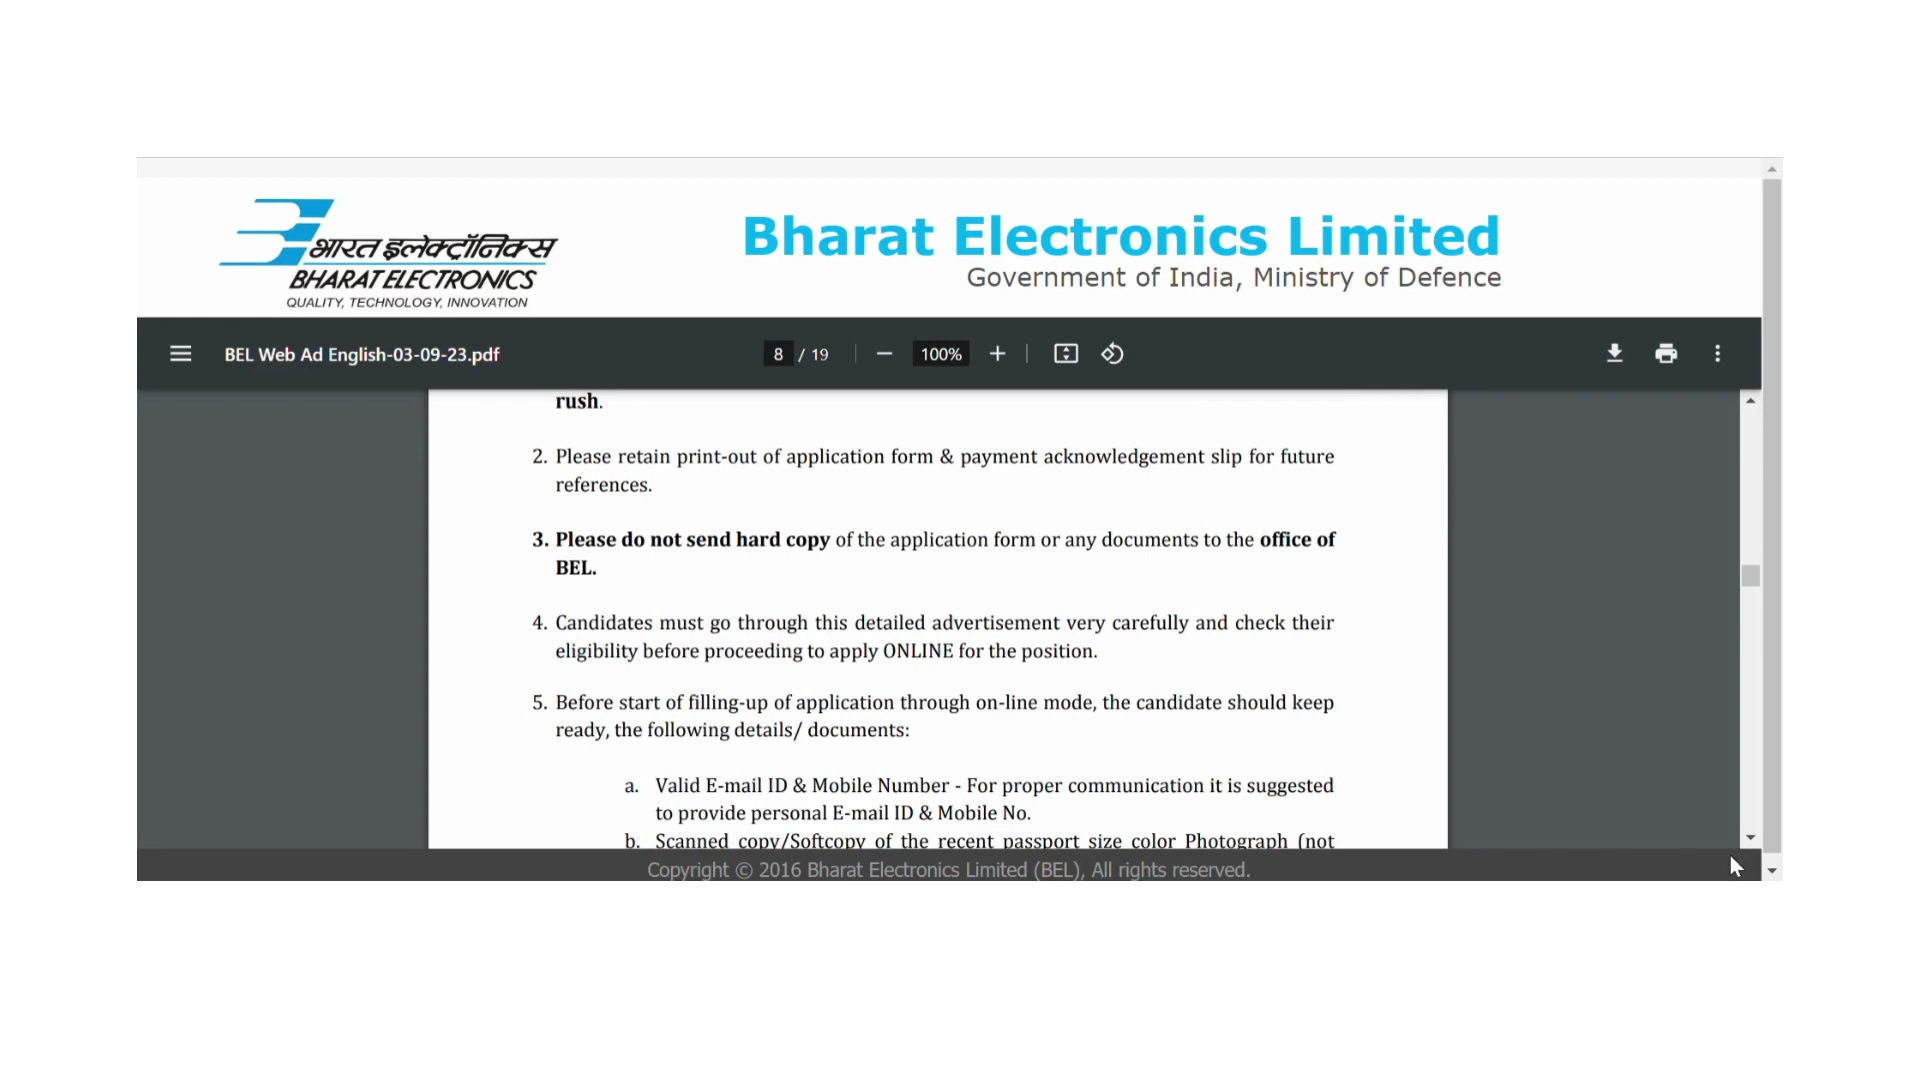 भारत इलेक्ट्रॉनिक्स
BHARAT ELECTRONICS
QUALITY, TECHNOLOGY, INNOVATION
Bharat Electronics Limited
Government of India, Ministry of Defence
BEL Web Ad English-03-09-23.pdf
8 / 19
100%
rush.
2. Please retain print-out of application form & payment acknowledgement slip for future
references.
3. Please do not send hard copy of the application form or any documents to the office of
BEL.
4. Candidates must go through this detailed advertisement very carefully and check their
eligibility before proceeding to apply ONLINE for the position.
5. Before start of filling-up of application through on-line mode, the candidate should keep
ready, the following details/ documents:
a. Valid E-mail ID & Mobile Number - For proper communication it is suggested
to provide personal E-mail ID & Mobile No.
b. Scanned copy/Softcopy of the recent passport size color Photograph (not
Copyright © 2016 Bharat Electronics Limited (BEL), All rights reserved.